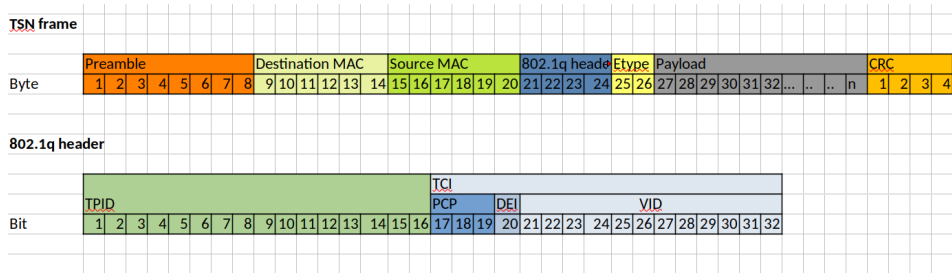 TSN frame
Preamble Destination MAC Source MAC 802.1q heade Etype Payload CRC
Byte 1 2 3 4 5 6 7 8 9 10 11 12 13 14 15 16 17 18 19 20 21 22 23 24 25 26 27 28 29 30 31 32 ... .. .. n 1 2 3 4
802.1q header
TCI
TPID PCP DEI VID
Bit 1 2 3 4 5 6 7 8 9 10 11 12 13 14 15 16 17 18 19 20 21 22 23 24 25 26 27 28 29 30 31 32